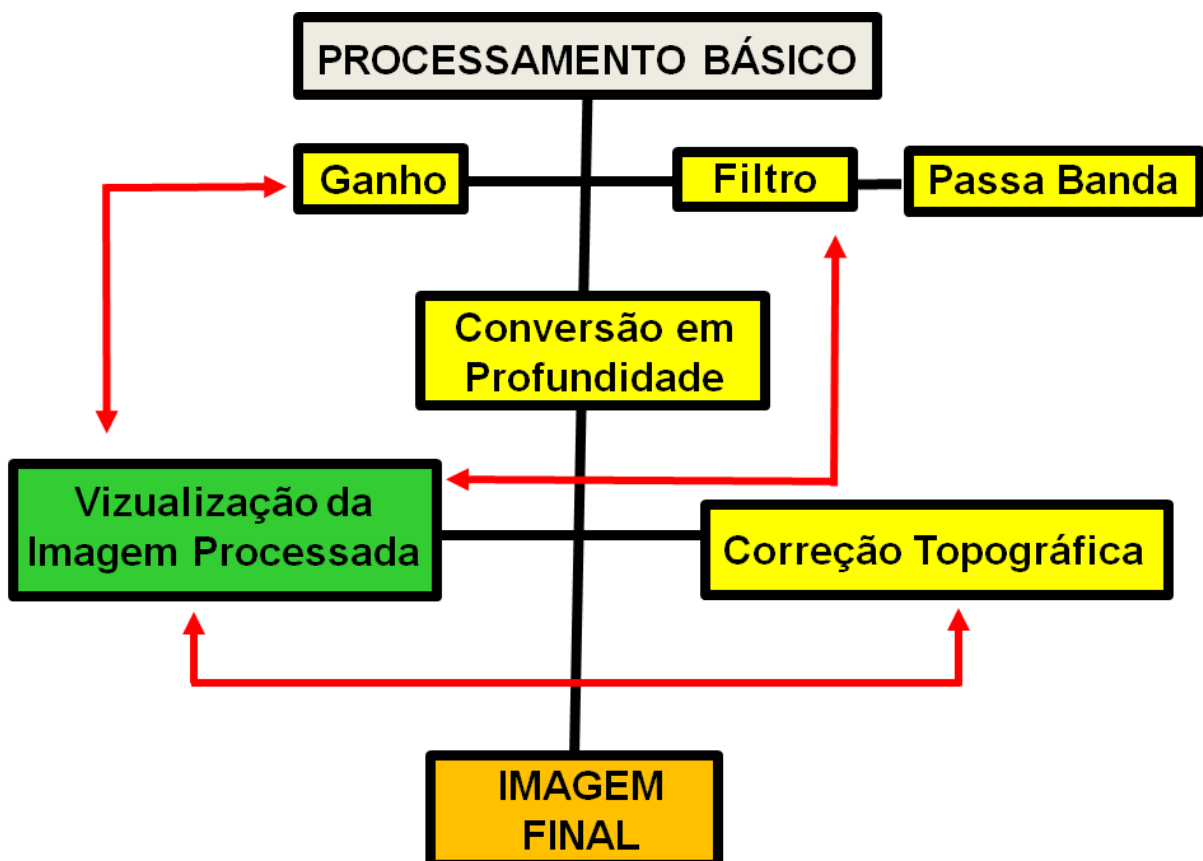 PROCESSAMENTO BÁSICO
Ganho
Filtro
Passa Banda
Conversão em
Profundidade
Vizualização da
Imagem Processada
Correção Topográfica
IMAGEM
FINAL